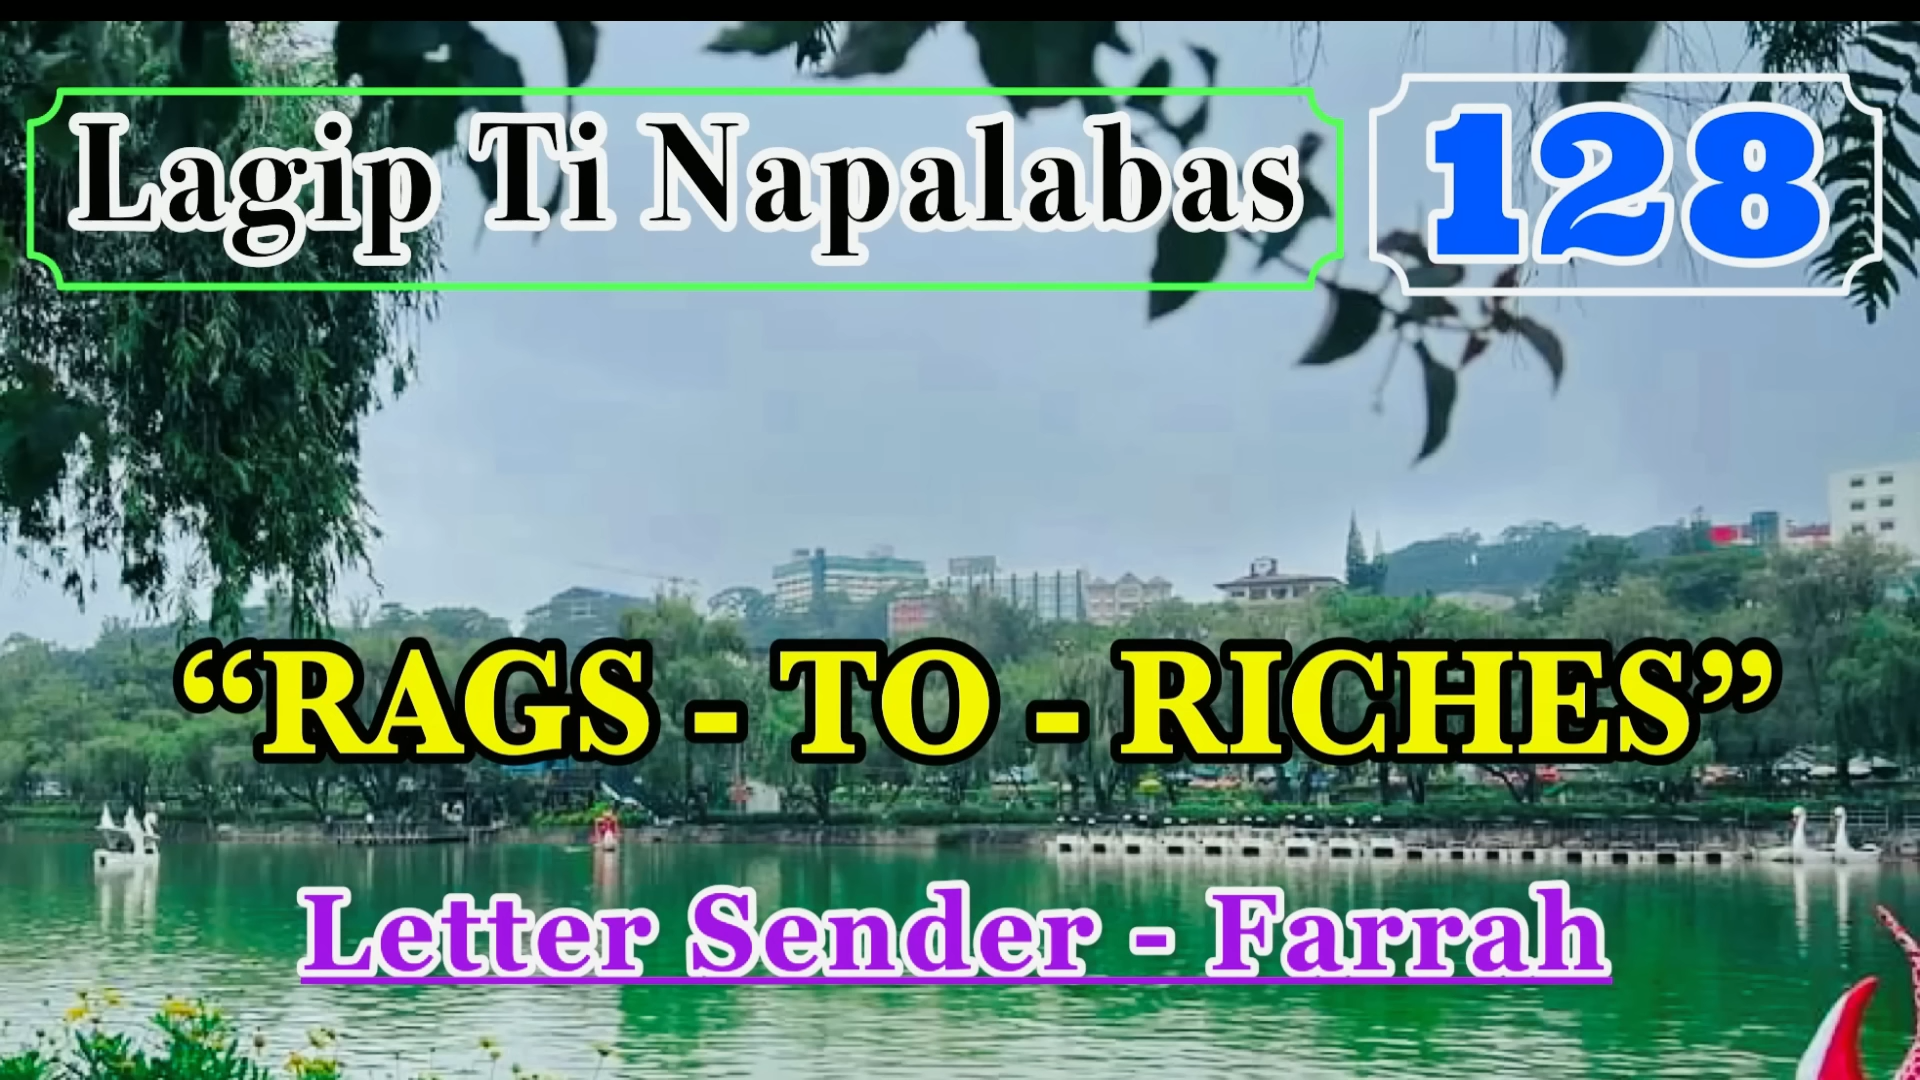 Lagip Ti Napalabas 128
“RAGS - TO - RICHES”
Letter Sender - Farrah